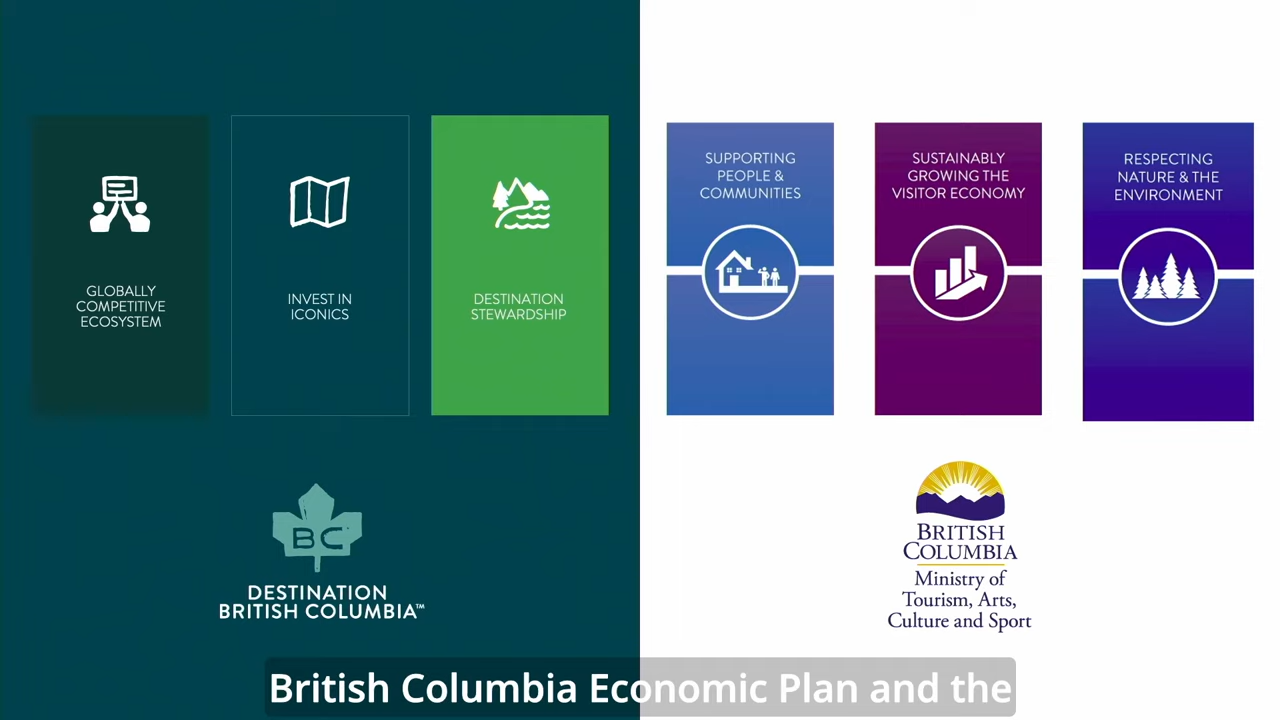 GLOBALLY
COMPETITIVE
ECOSYSTEM
INVEST IN
ICONICS
DESTINATION
STEWARDSHIP
SUPPORTING
PEOPLE &
COMMUNITIES
SUSTAINABLY
GROWING THE
VISITOR ECONOMY
RESPECTING
NATURE & THE
ENVIRONMENT
BC
DESTINATION
BRITISH COLUMBIA™
BRITISH
COLUMBIA
Ministry of
Tourism, Arts,
Culture and Sport
British Columbia Economic Plan and the